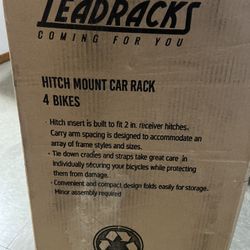 LEADRACKS
COMING FOR YOU
HITCH MOUNT CAR RACK
4 BIKES
· Hitch insert is built to fit 2 in. receiver hitches.
Carry arm spacing is designed to accommodate an
array of frame styles and sizes.
· Tie down cradles and straps take great care in
individually securing your bicycles while protecting
them from damage.
· Convenient and compact design folds easily for storage.
Minor assembly required